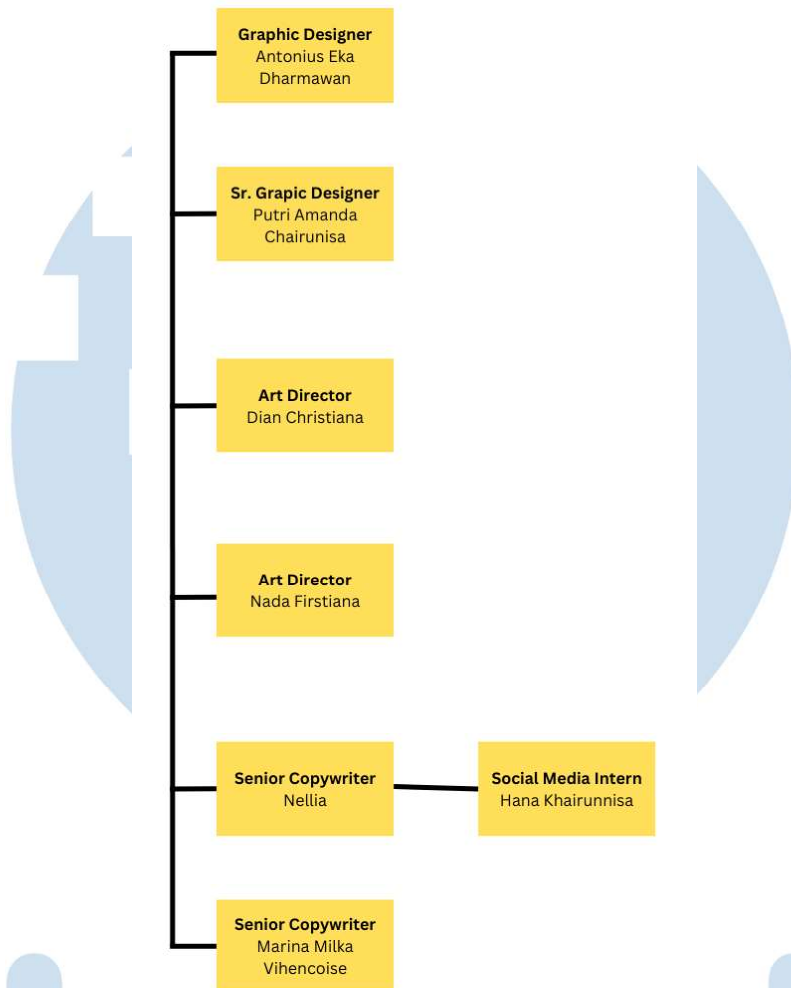 Graphic Designer
Antonius Eka
Dharmawan
Sr. Grapic Designer
Putri Amanda
Chairunisa
Art Director
Dian Christiana
Art Director
Nada Firstiana
Senior Copywriter
Nellia
Social Media Intern
Hana Khairunnisa
Senior Copywriter
Marina Milka
Vihencoise